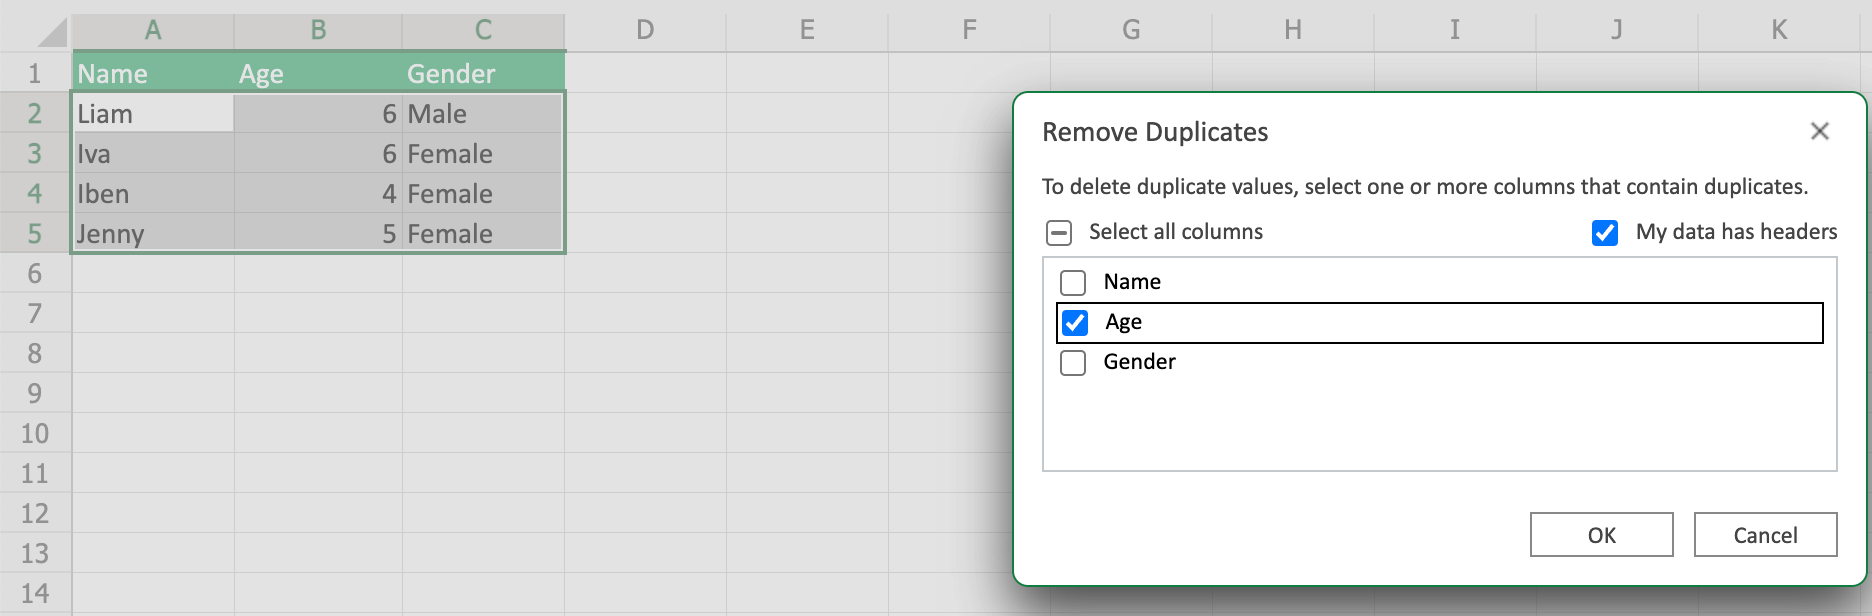 A B C D E F G H I J K
1 Name Age Gender
2 Liam 6 Male
3 Iva 6 Female
4 Iben 4 Female
5 Jenny 5 Female
6
7
8
9
10
11
12
13
14
Remove Duplicates
To delete duplicate values, select one or more columns that contain duplicates.
Select all columns My data has headers
Name
Age
Gender
OK Cancel